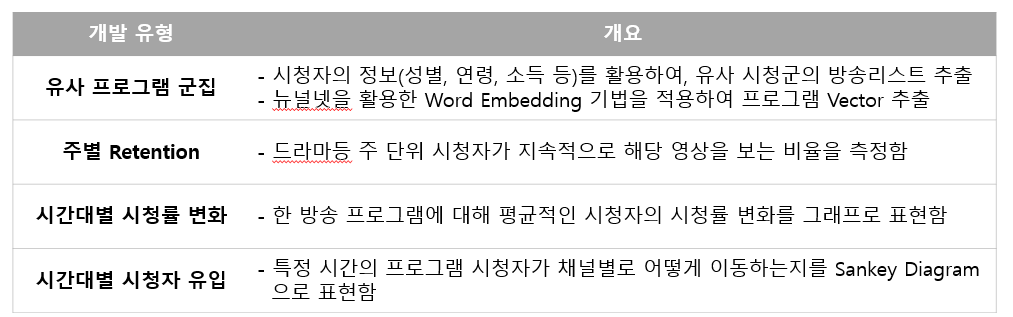 개발 유형 개요
유사 프로그램 군집
- 시청자의 정보(성별, 연령, 소득 등)를 활용하여, 유사 시청군의 방송리스트 추출
- 뉴널넷을 활용한 Word Embedding 기법을 적용하여 프로그램 Vector 추출
주별 Retention
- 드라마등 주 단위 시청자가 지속적으로 해당 영상을 보는 비율을 측정함
시간대별 시청률 변화
- 한 방송 프로그램에 대해 평균적인 시청자의 시청률 변화를 그래프로 표현함
시간대별 시청자 유입
- 특정 시간의 프로그램 시청자가 채널별로 어떻게 이동하는지를 Sankey Diagram
으로 표현함